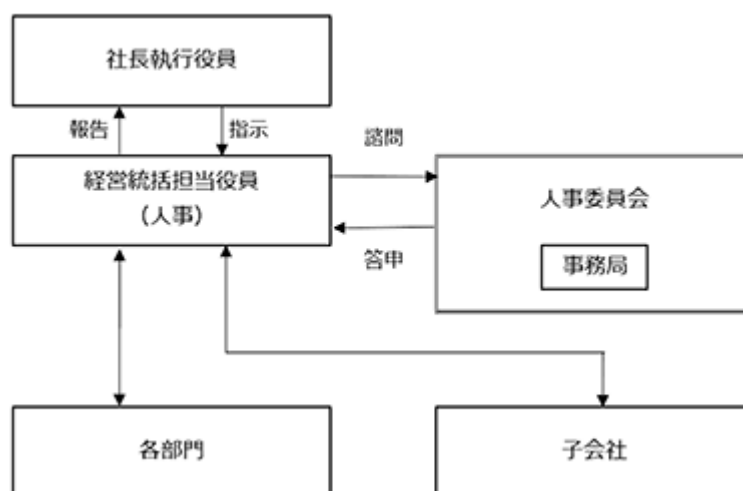 社長執行役員
報告
指示
諮問
経営統括担当役員
（人事）
人事委員会
答申
事務局
各部門
子会社